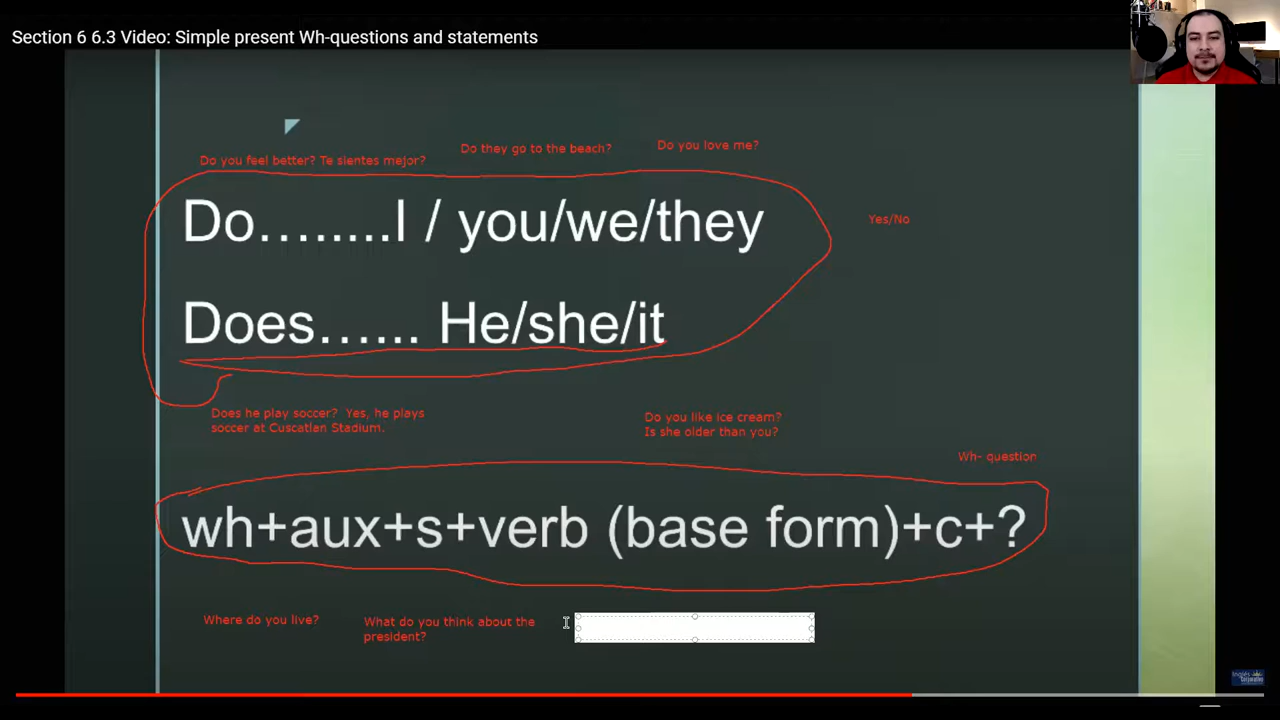 Section 6 6.3 Video: Simple present Wh-questions and statements
Do you feel better? Te sientes mejor?
Do they go to the beach?
Do you love me?
Do…......I / you/we/they
Yes/No
Does…... He/she/it
Does he play soccer? Yes, he plays
soccer at Cuscatlan Stadium.
Do you like ice cream?
Is she older than you?
Wh- question
wh+aux+s+verb (base form)+c+?
Where do you live?
What do you think about the
president?